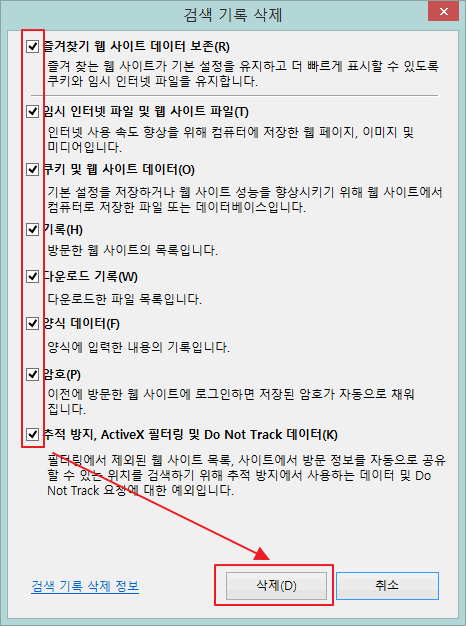 검색 기록 삭제
즐겨찾기 웹 사이트 데이터 보존(R)
즐겨 찾는 웹 사이트가 기본 설정을 유지하고 더 빠르게 표시할 수 있도록
쿠키와 임시 인터넷 파일을 유지합니다.
임시 인터넷 파일 및 웹 사이트 파일(T)
인터넷 사용 속도 향상을 위해 컴퓨터에 저장한 웹 페이지, 이미지 및
미디어입니다.
쿠키 및 웹 사이트 데이터(O)
기본 설정을 저장하거나 웹 사이트 성능을 향상시키기 위해 웹 사이트에서
컴퓨터로 저장한 파일 또는 데이터베이스입니다.
기록(H)
방문한 웹 사이트의 목록입니다.
다운로드 기록(W)
다운로드한 파일 목록입니다.
양식 데이터(F)
양식에 입력한 내용의 기록입니다.
암호(P)
이전에 방문한 웹 사이트에 로그인하면 저장된 암호가 자동으로 채워
집니다.
추적 방지, ActiveX 필터링 및 Do Not Track 데이터(K)
필터링에서 제외된 웹 사이트 목록, 사이트에서 방문 정보를 자동으로 공유
할 수 있는 위치를 검색하기 위해 추적 방지에서 사용하는 데이터 및 Do
Not Track 요청에 대한 예외입니다.
검색 기록 삭제 정보
삭제(D)
취소